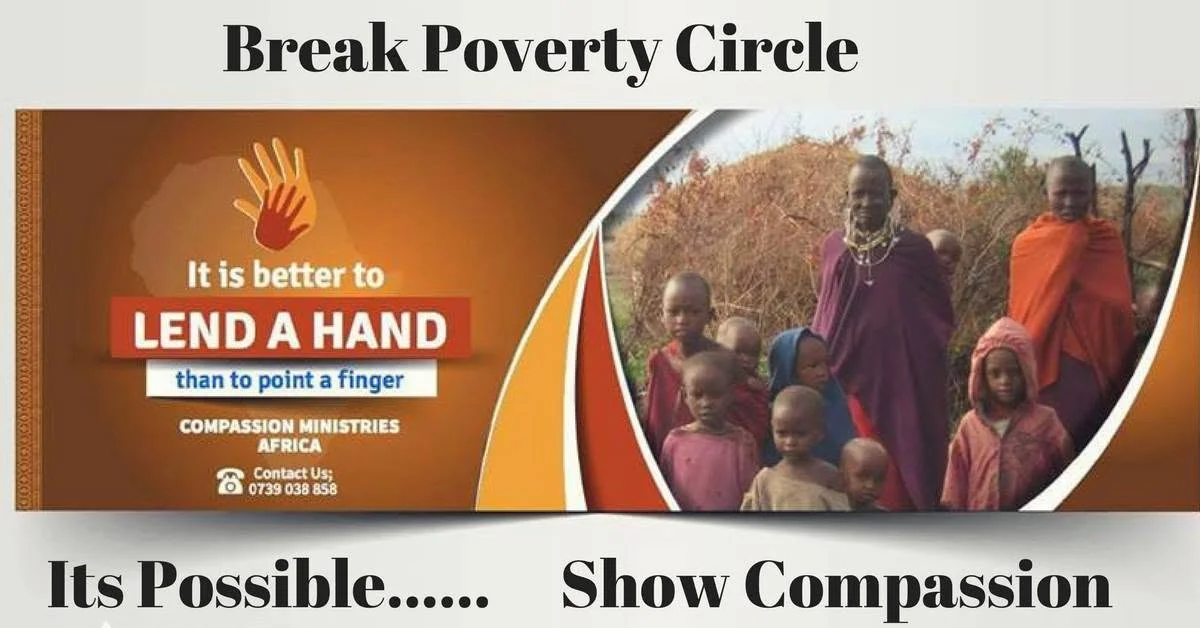 Break Poverty Circle
It is better to
LEND A HAND
than to point a finger
COMPASSION MINISTRIES
AFRICA
Contact Us;
0739 038 858
Its Possible...... Show Compassion